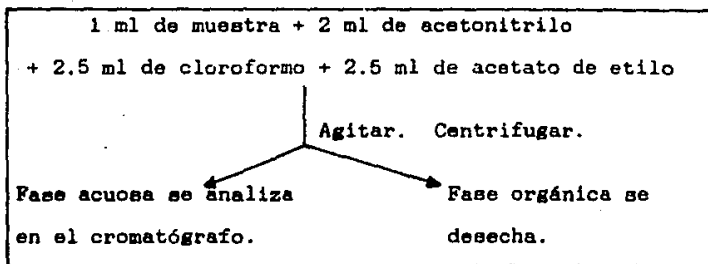 1 ml de muestra + 2 ml de acetonitrilo
+ 2.5 ml de cloroformo + 2.5 ml de acetato de etilo
Agitar. Centrifugar.
Fase acuosa se analiza
en el cromatógrafo.
Fase orgánica se
desecha.